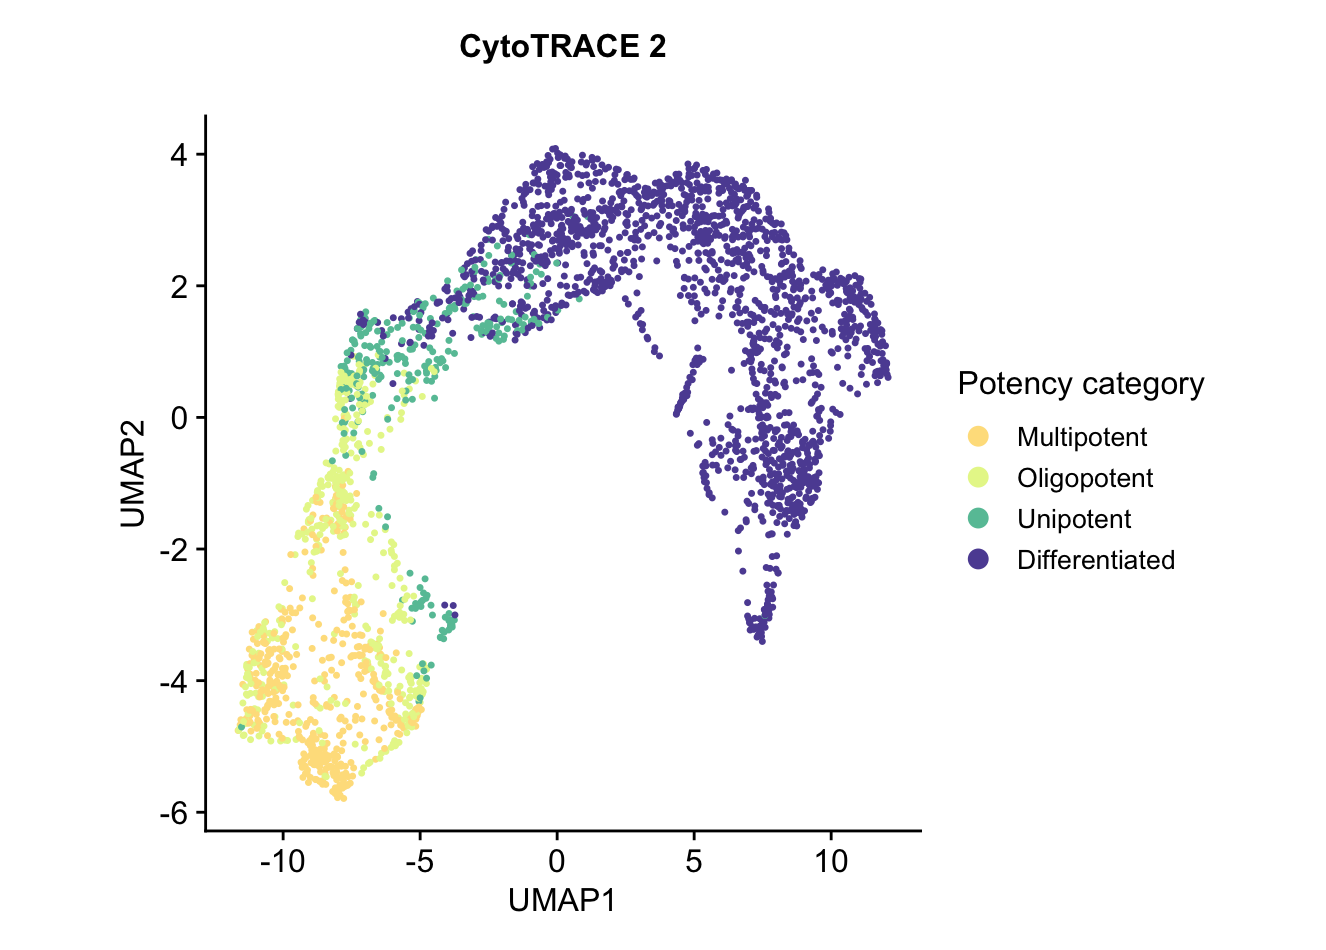 CytoTRACE 2
4
2
0
-2
-4
-6
UMAP2
-10 -5 0 5 10
UMAP1
Potency category
Multipotent
Oligopotent
Unipotent
Differentiated